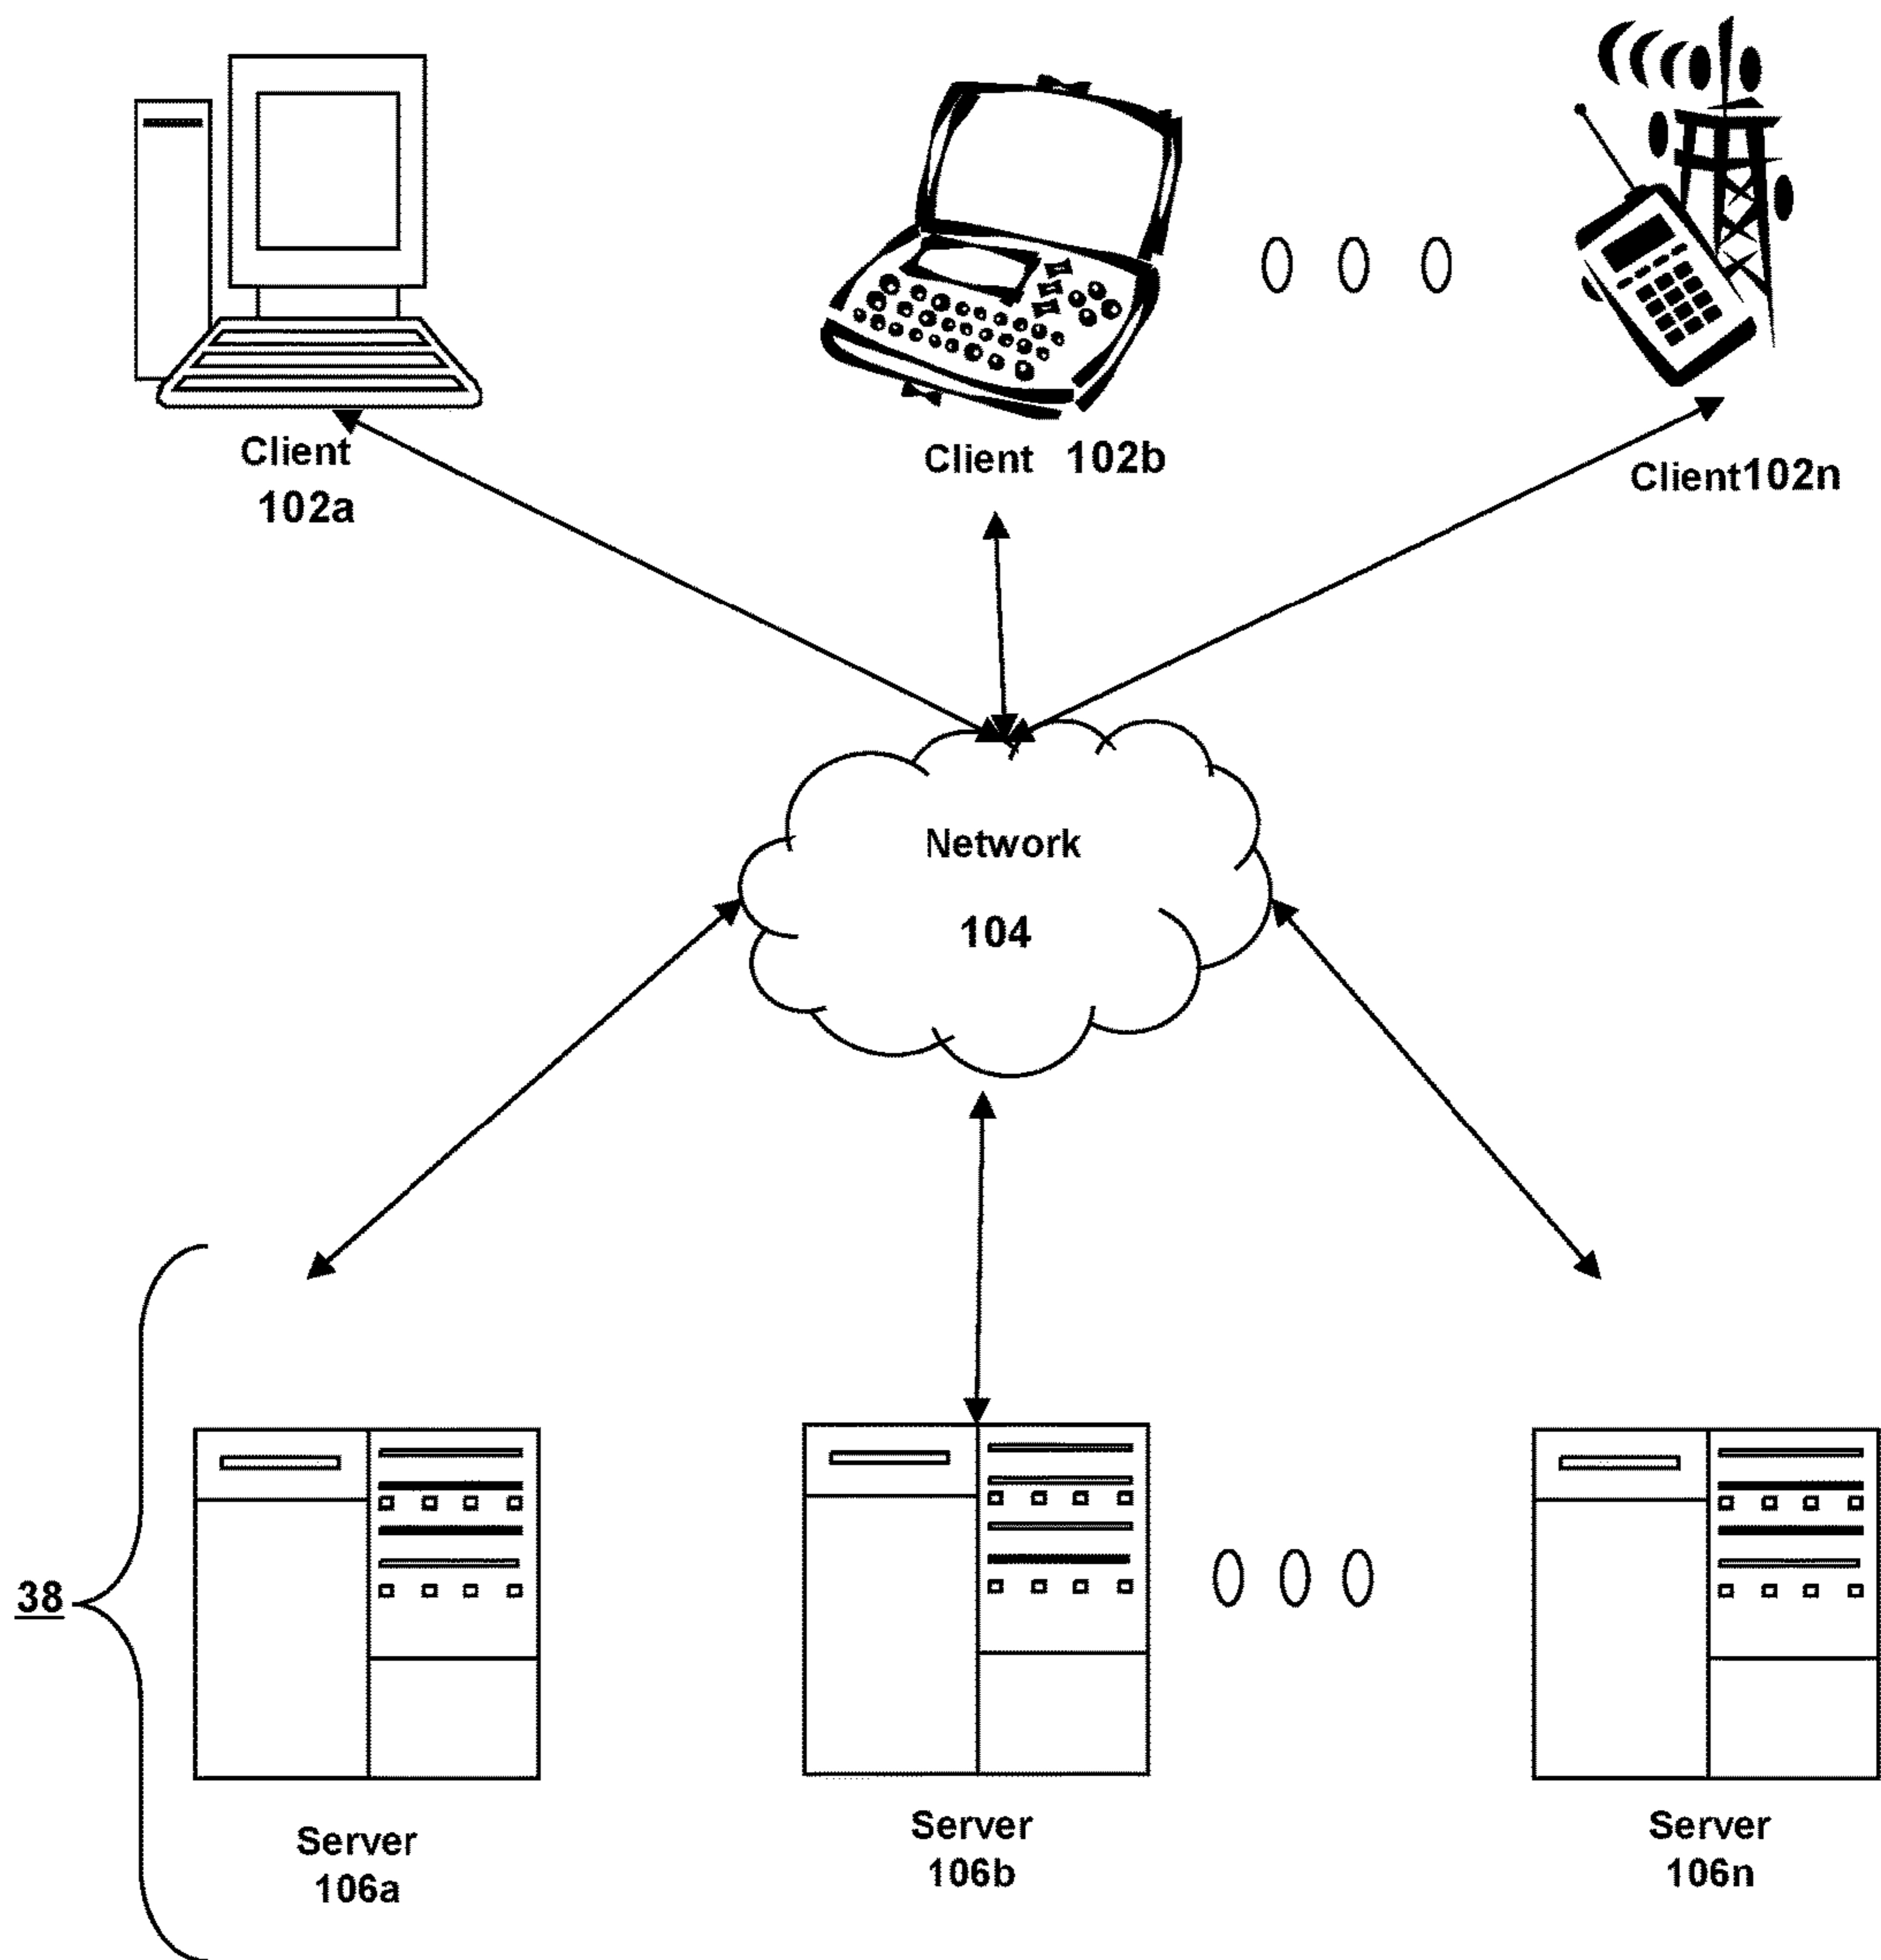 Client
102a
Client 102b
Client102n
Network
104
38
Server
106a
Server
106b
Server
106n